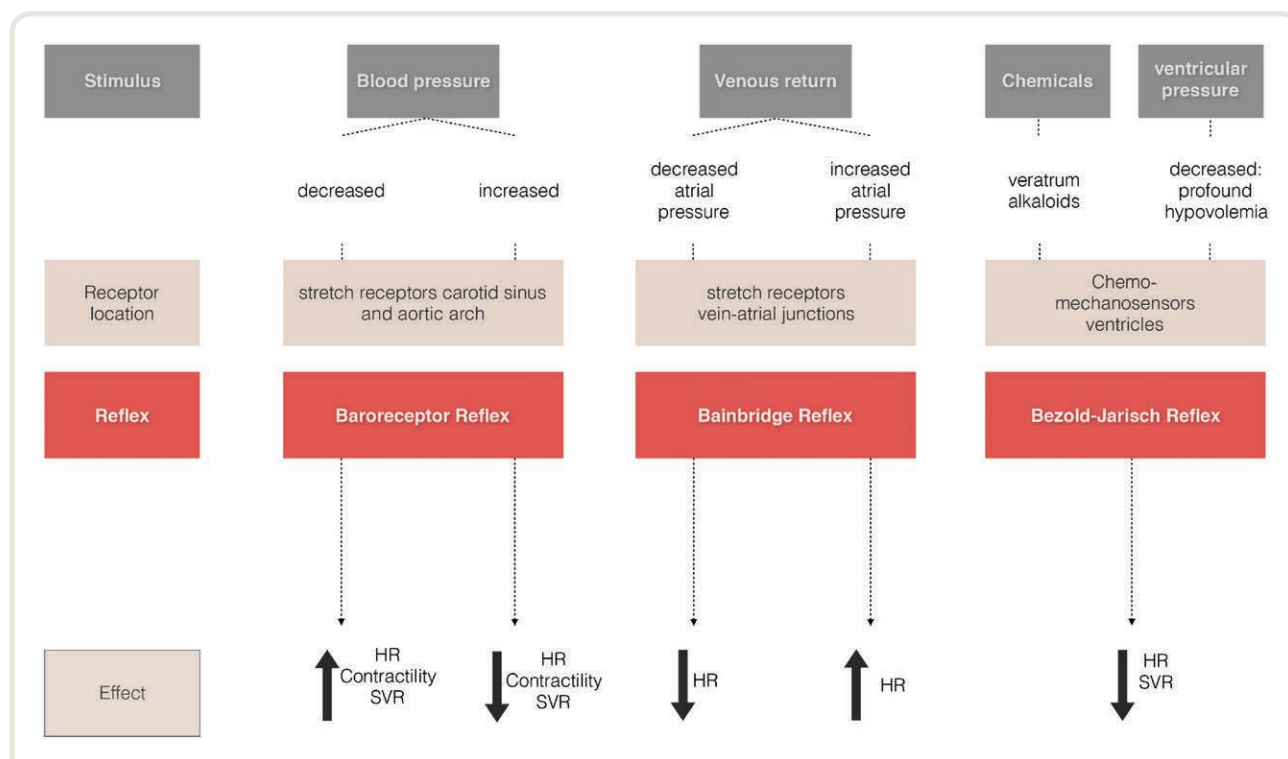 Stimulus
Blood pressure
Venous return
Chemicals
ventricular
pressure
decreased
increased
decreased
atrial
pressure
increased
atrial
pressure
veratrum
alkaloids
decreased:
profound
hypovolemia
Receptor
location
stretch receptors carotid sinus
and aortic arch
stretch receptors
vein-atrial junctions
Chemo-
mechanosensors
ventricles
Reflex
Baroreceptor Reflex
Bainbridge Reflex
Bezold-Jarisch Reflex
Effect
HR
Contractility
SVR
HR
Contractility
SVR
HR
HR
HR
SVR